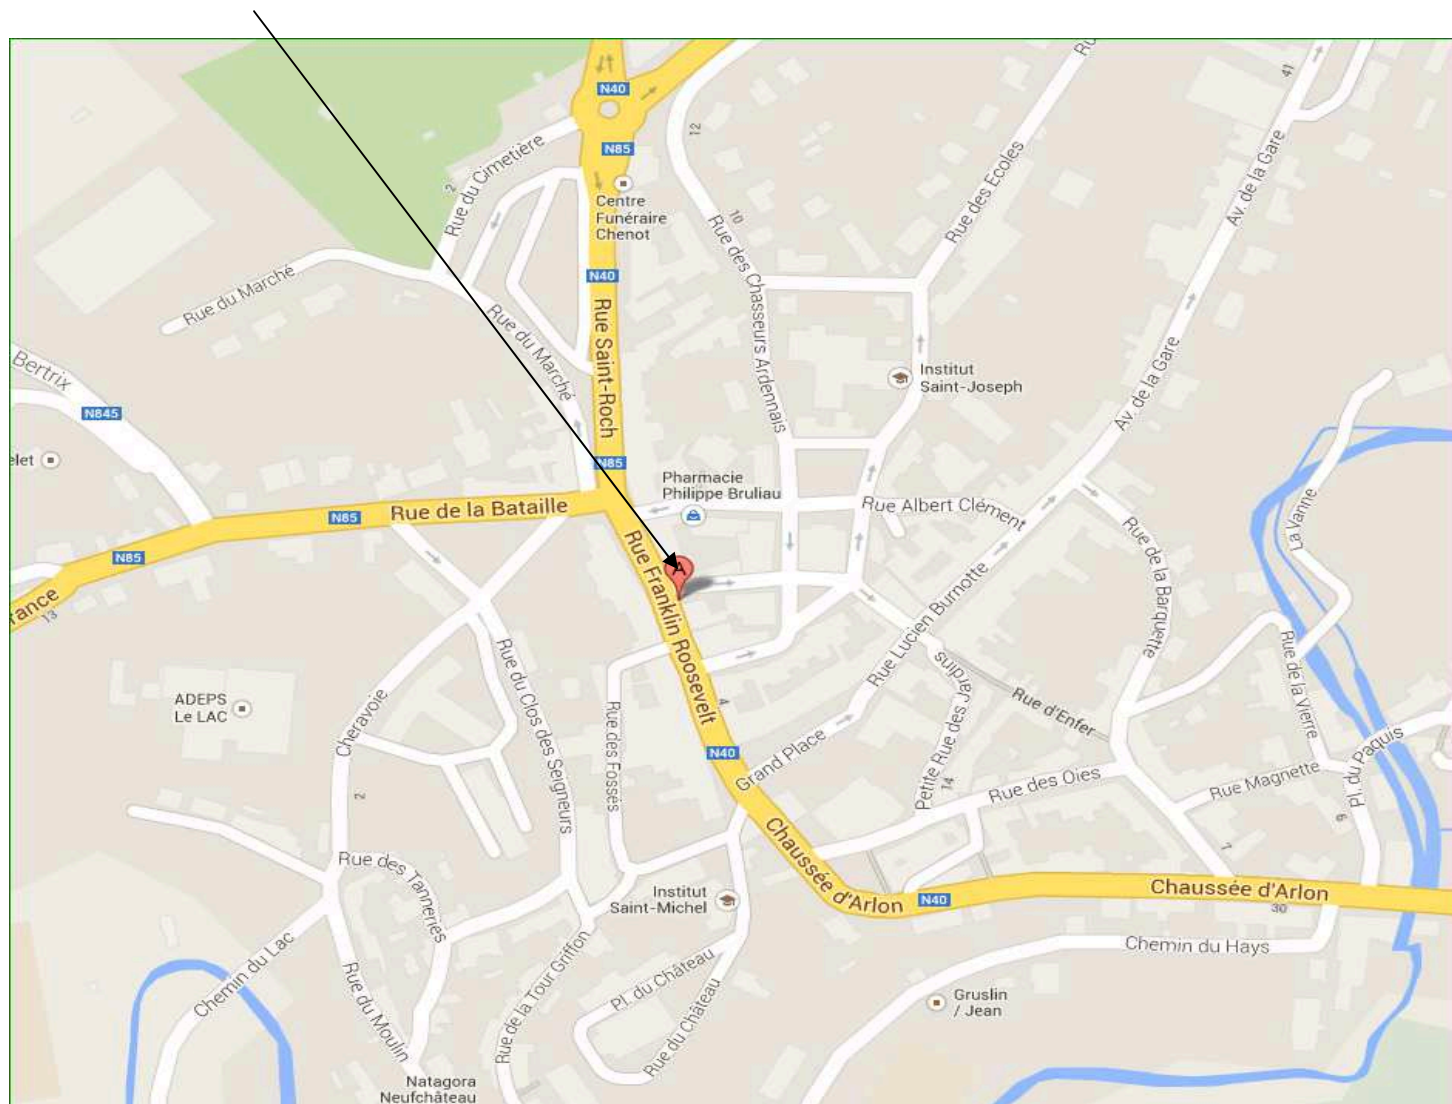 N40
41
N85
12
Rue du Cimetière
2
Centre
Funéraire
Chenot
10
Rue des Chasseurs Ardennais
Rue des Ecoles
Av. de la Gare
Rue du Marché
N40
Rue Saint-Roch
Rue du Marché
Av. de la Gare
Bertrix
N845
Institut
Saint-Joseph
elet
N85
Pharmacie
Philippe Bruliau
Rue Albert Clément
Rue de la Bataille
N85
N85
La Vanne
Rue de la Barquette
Rue Franklin Roosevelt
A
rance
13
Rue Lucien Burnotte
Rue du Clos des Seigneurs
Petite Rue des Jardins
Rue d'Enfer
Rue de la Vierre
ADEPS
Le LAC
Cheravoie
Rue des Fossés
4
N40
Grand Place
14
Rue des Oies
Rue Magnette
Pl. du Paquis
2
9
7
Rue des Tanneries
Chaussée d'Arlon
Chaussée d'Arlon
N40
30
Institut
Saint-Michel
Chemin du Hays
Chemin du Lac
Rue du Moulin
Rue de la Tour Griffon
Pl. du Château
Rue du Château
Gruslin
/ Jean
Natagora
Neufchâteau